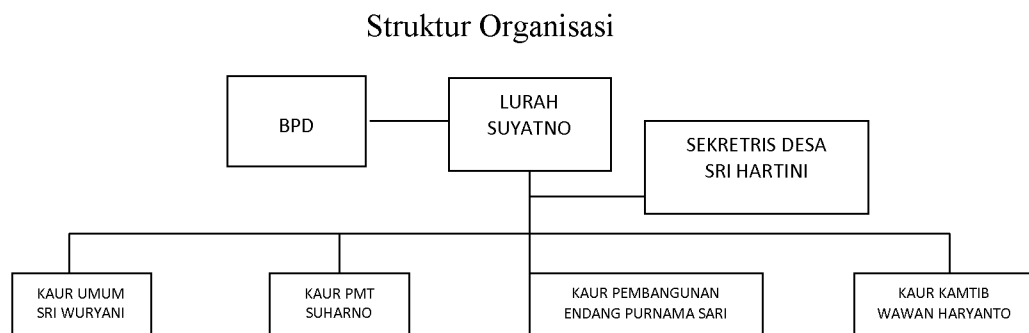 Struktur Organisasi
BPD
LURAH
SUYATNO
SEKRETRIS DESA
SRI HARTINI
KAUR UMUM
SRI WURYANI
KAUR PMT
SUHARNO
KAUR PEMBANGUNAN
ENDANG PURNAMA SARI
KAUR KAMTIB
WAWAN HARYANTO